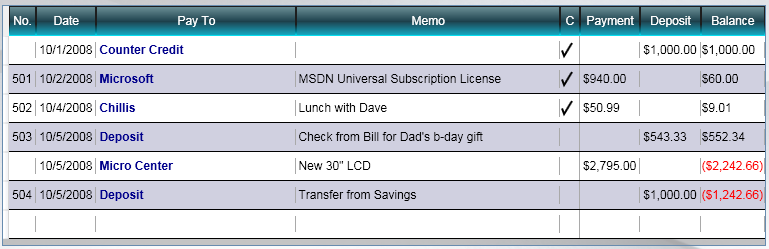 No. Date Pay To Memo C Payment Deposit Balance
10/1/2008 Counter Credit $1,000.00 $1,000.00
501 10/2/2008 Microsoft MSDN Universal Subscription License $940.00 $60.00
502 10/4/2008 Chillis Lunch with Dave $50.99 $9.01
503 10/5/2008 Deposit Check from Bill for Dad's b-day gift $543.33 $552.34
10/5/2008 Micro Center New 30" LCD $2,795.00 ($2,242.66)
504 10/5/2008 Deposit Transfer from Savings $1,000.00 ($1,242.66)